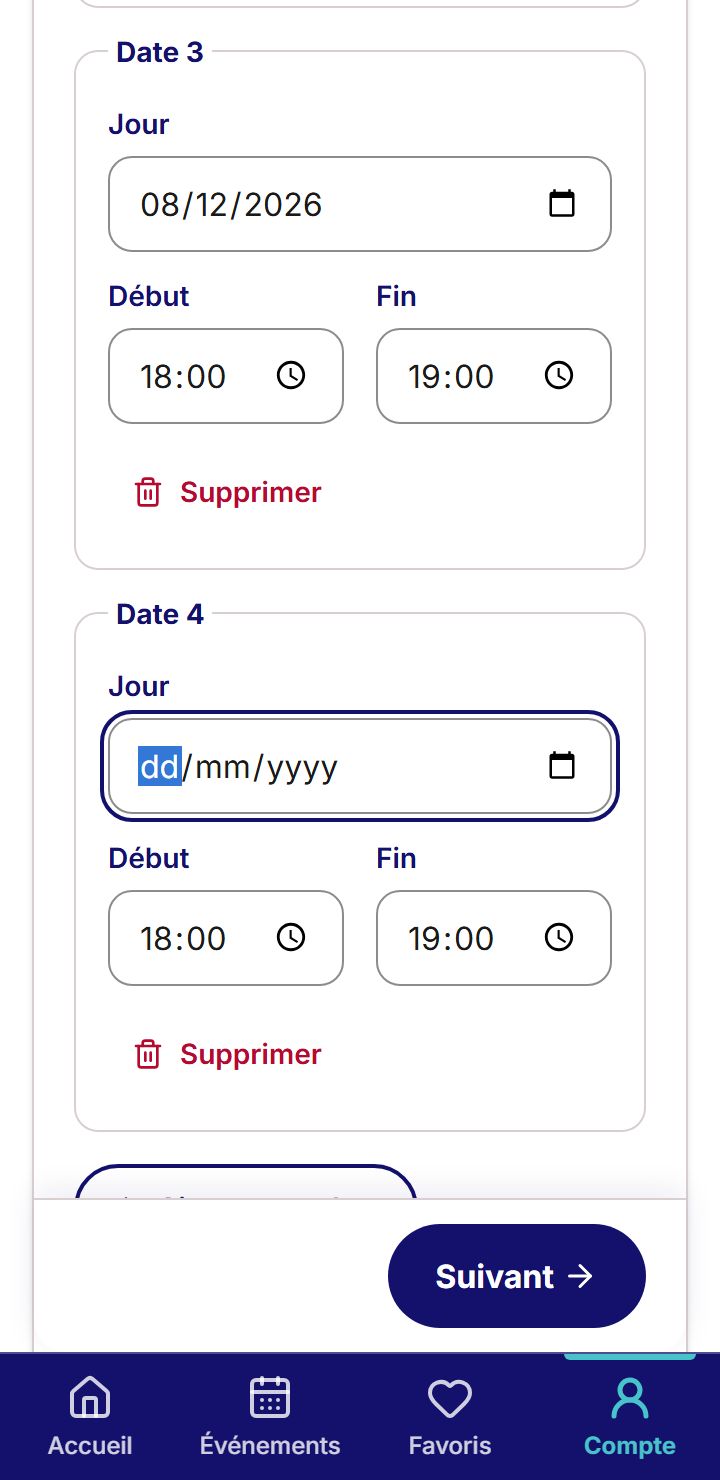 Date 3
Jour
08/12/2026
Début Fin
18:00 19:00
Supprimer
Date 4
Jour
dd/mm/yyyy
Début Fin
18:00 19:00
Supprimer
Suivant →
Accueil Événements Favoris Compte